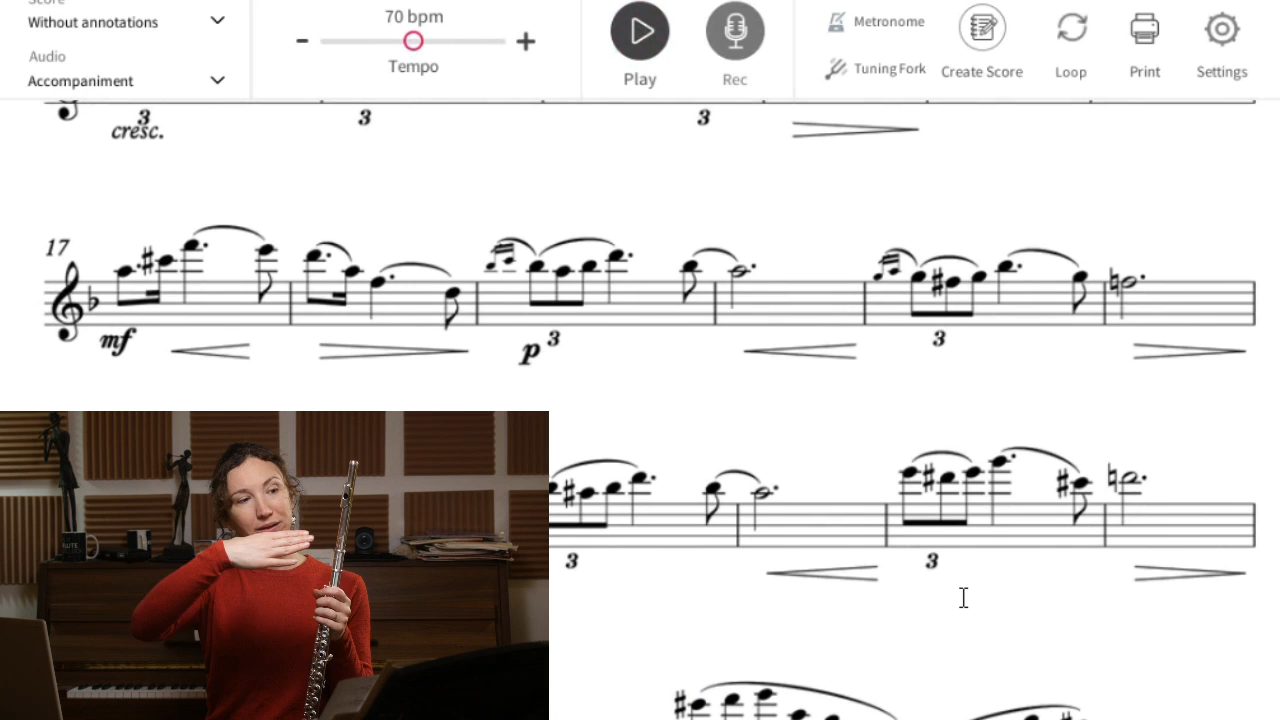 Score
Without annotations
Audio
Accompaniment
70 bpm
Tempo
Play
Rec
Metronome
Tuning Fork
Create Score
Loop
Print
Settings
3 3 3
cresc.
17
mf p 3 3
3 3